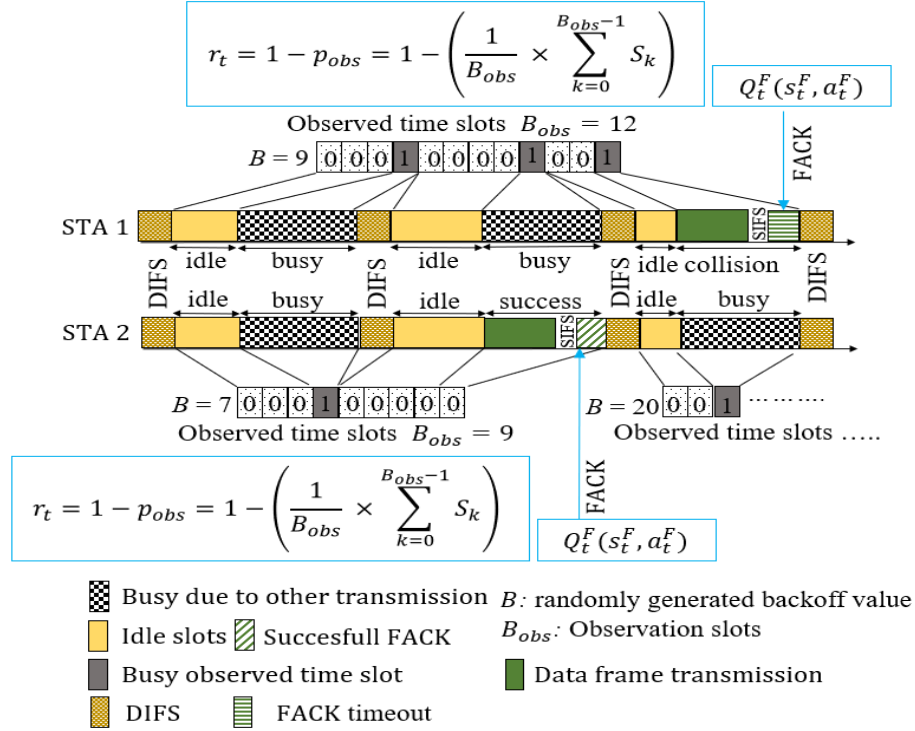 r_t = 1 − p_obs = 1 − ( 1/B_obs × ∑_{k=0}^{B_obs−1} S_k )
Q_t^F(s_t^F, a_t^F)
Observed time slots B_obs = 12
FACK
B = 9 0 0 0 1 0 0 0 0 1 0 0 1
STA 1
SIFS
idle busy idle busy idle collision
DIFS DIFS DIFS DIFS
idle busy idle success idle busy
STA 2
SIFS
B = 7 0 0 0 1 0 0 0 0 0
B = 20 0 0 1 ... ... ....
Observed time slots B_obs = 9
Observed time slots .....
FACK
r_t = 1 − p_obs = 1 − ( 1/B_obs × ∑_{k=0}^{B_obs−1} S_k )
Q_t^F(s_t^F, a_t^F)
Busy due to other transmission
B: randomly generated backoff value
Idle slots
Succesfull FACK
B_obs: Observation slots
Busy observed time slot
Data frame transmission
DIFS
FACK timeout